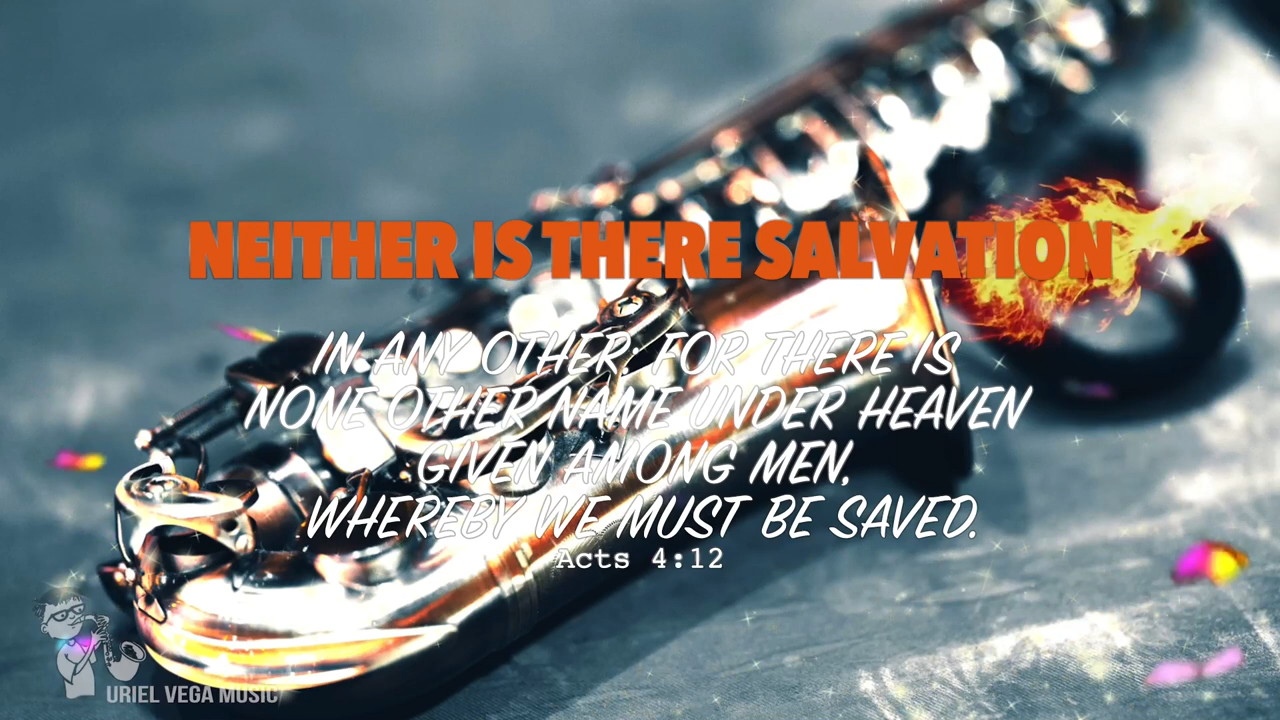 NEITHER IS THERE SALVATION
IN ANY OTHER; FOR THERE IS
NONE OTHER NAME UNDER HEAVEN
GIVEN AMONG MEN,
WHEREBY WE MUST BE SAVED.
Acts 4:12
URIEL VEGA MUSIC